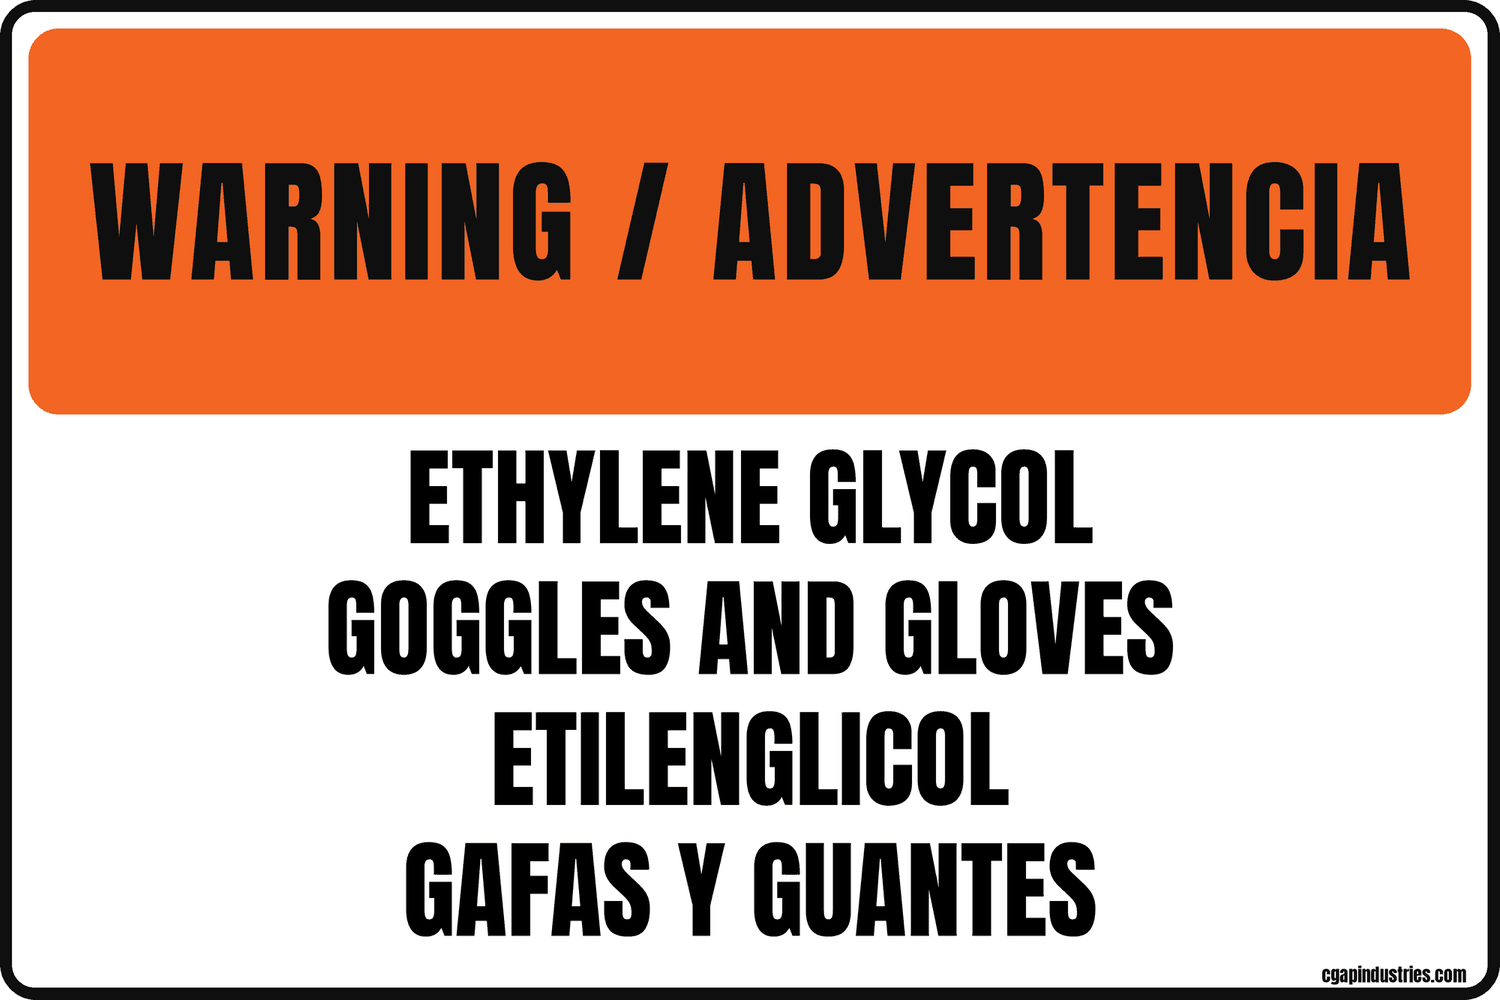 WARNING / ADVERTENCIA
ETHYLENE GLYCOL
GOGGLES AND GLOVES
ETILENGLICOL
GAFAS Y GUANTES
cgapindustries.com